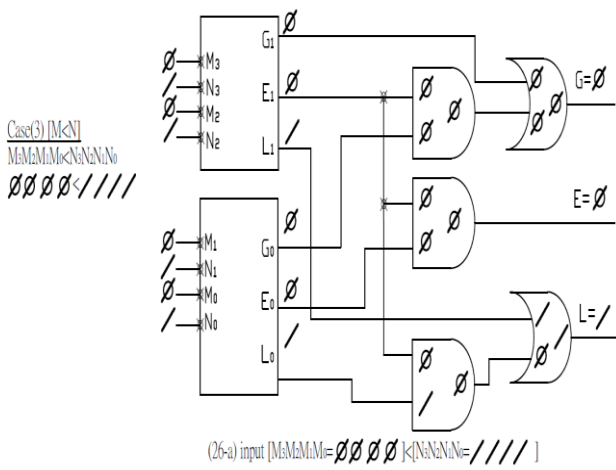 Case(3) [M<N]
M₃M₂M₁M₀<N₃N₂N₁N₀
∅∅∅∅</ / / /
∅ M₃
/ N₃
∅ M₂
/ N₂
G₁ ∅
E₁ ∅
L₁ /
∅ M₁
/ N₁
∅ M₀
/ N₀
G₀ ∅
E₀ ∅
L₀ /
∅ ∅
∅
∅ ∅
∅
∅ ∅
/
∅ ∅
∅
/ /
∅
G=∅
E=∅
L=/
(26-a) input [M₃M₂M₁M₀=∅∅∅∅]<[N₃N₂N₁N₀=/ / / / ]